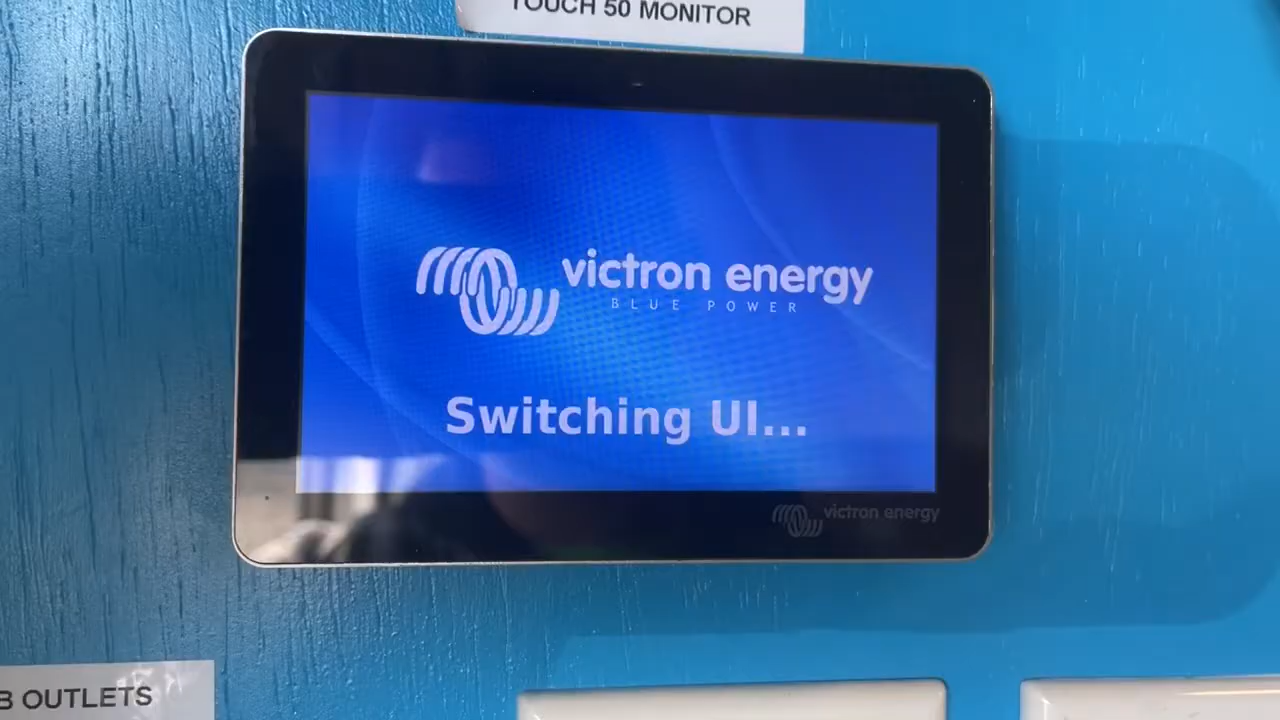 TOUCH 50 MONITOR
victron energy
BLUE POWER
Switching UI...
victron energy
B OUTLETS